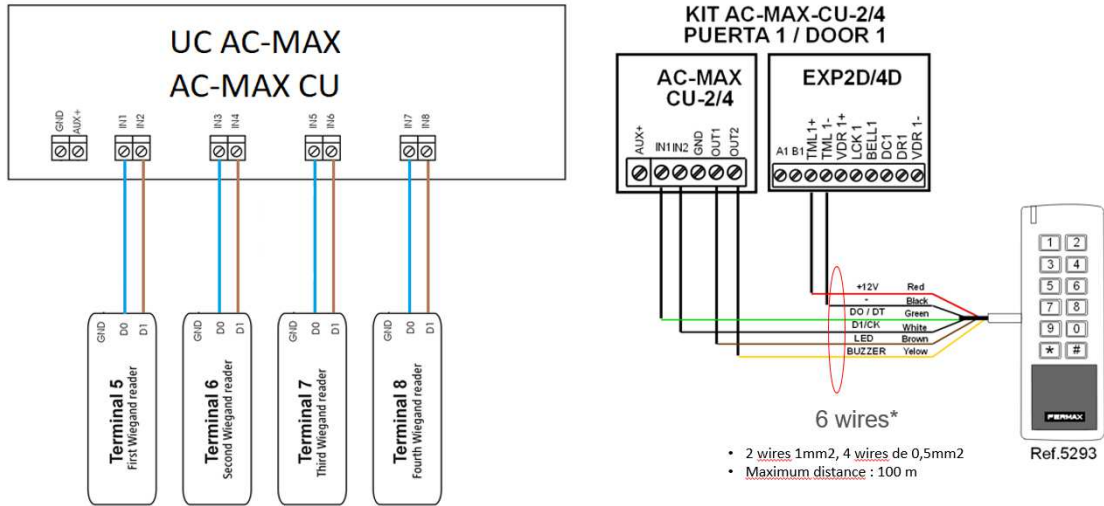 UC AC-MAX
AC-MAX CU
GND
AUX+
IN1
IN2
IN3
IN4
IN5
IN6
IN7
IN8
GND
D0
D1
Terminal 5
First Wiegand reader
GND
D0
D1
Terminal 6
Second Wiegand reader
GND
D0
D1
Terminal 7
Third Wiegand reader
GND
D0
D1
Terminal 8
Fourth Wiegand reader
KIT AC-MAX-CU-2/4
PUERTA 1 / DOOR 1
AC-MAX
CU-2/4
AUX+
IN1
IN2
GND
OUT1
OUT2
EXP2D/4D
A1
B1
TML1+
TML 1-
VDR 1+
LCK 1
BELL1
DC1
DR1
VDR 1-
+12V Red
- Black
DO / DT Green
D1/CK White
LED Brown
BUZZER Yelow
1 2
3 4
5 6
7 8
9 0
* #
FERMAX
Ref.5293
6 wires*
• 2 wires 1mm2, 4 wires de 0,5mm2
• Maximum distance : 100 m